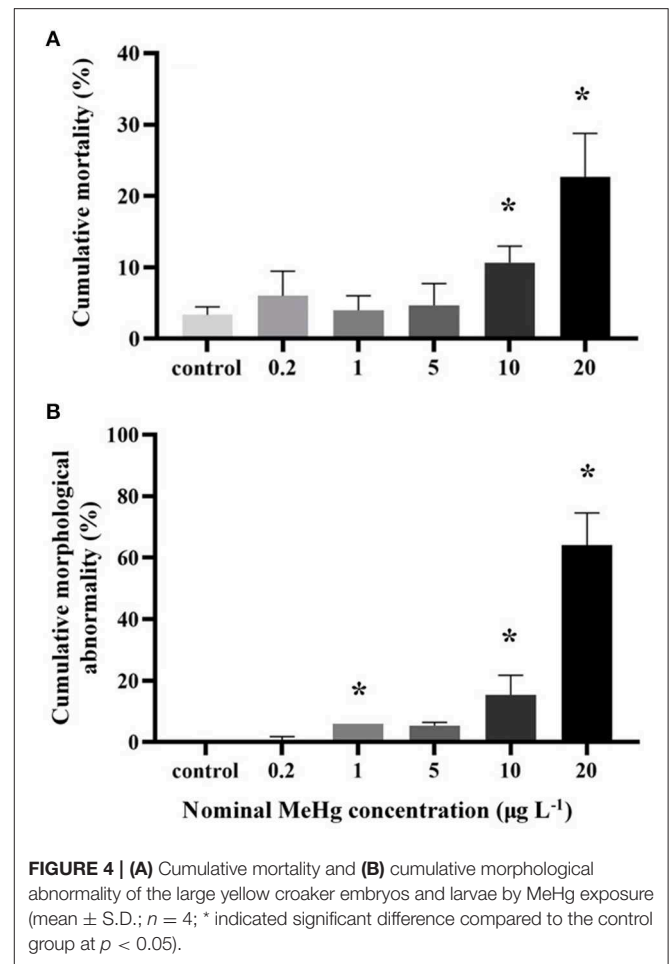 A
Cumulative mortality (%)
40
30
20
10
0
*
*
control 0.2 1 5 10 20
B
Cumulative morphological
abnormality (%)
100
80
60
40
20
0
*
*
*
control 0.2 1 5 10 20
Nominal MeHg concentration (µg L⁻¹)
FIGURE 4 | (A) Cumulative mortality and (B) cumulative morphological
abnormality of the large yellow croaker embryos and larvae by MeHg exposure
(mean ± S.D.; n = 4; * indicated significant difference compared to the control
group at p < 0.05).